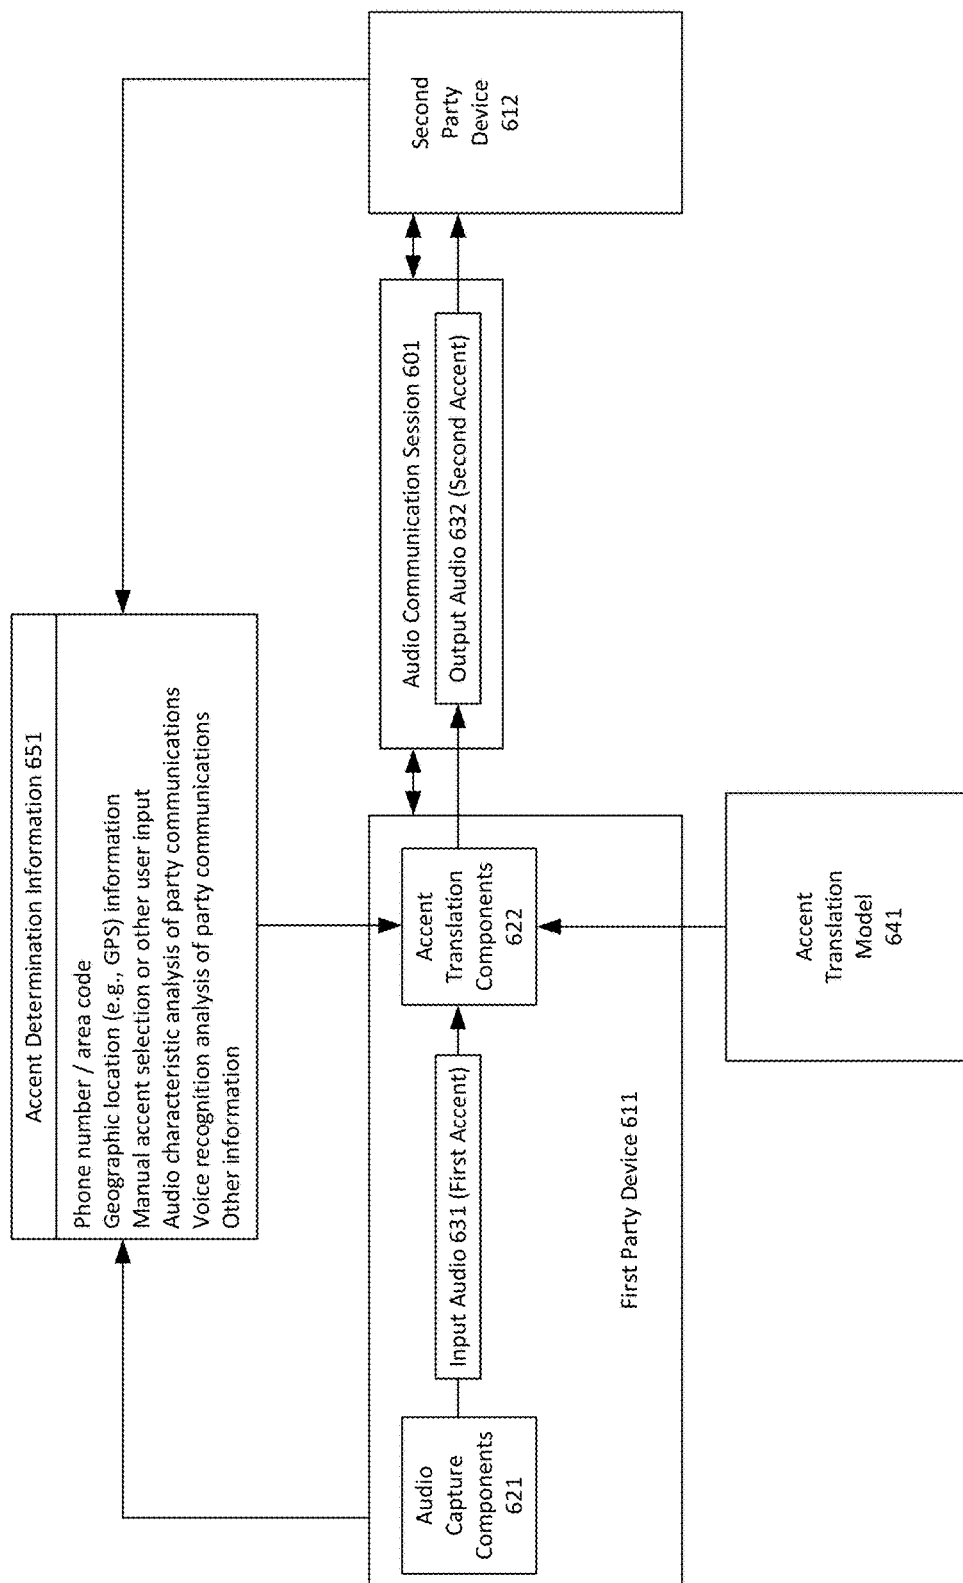 Accent Determination Information 651
Phone number / area code
Geographic location (e.g., GPS) information
Manual accent selection or other user input
Audio characteristic analysis of party communications
Voice recognition analysis of party communications
Other information
Audio
Capture
Components
621
Input Audio 631 (First Accent)
Accent
Translation
Components
622
First Party Device 611
Audio Communication Session 601
Output Audio 632 (Second Accent)
Second
Party
Device
612
Accent
Translation
Model
641